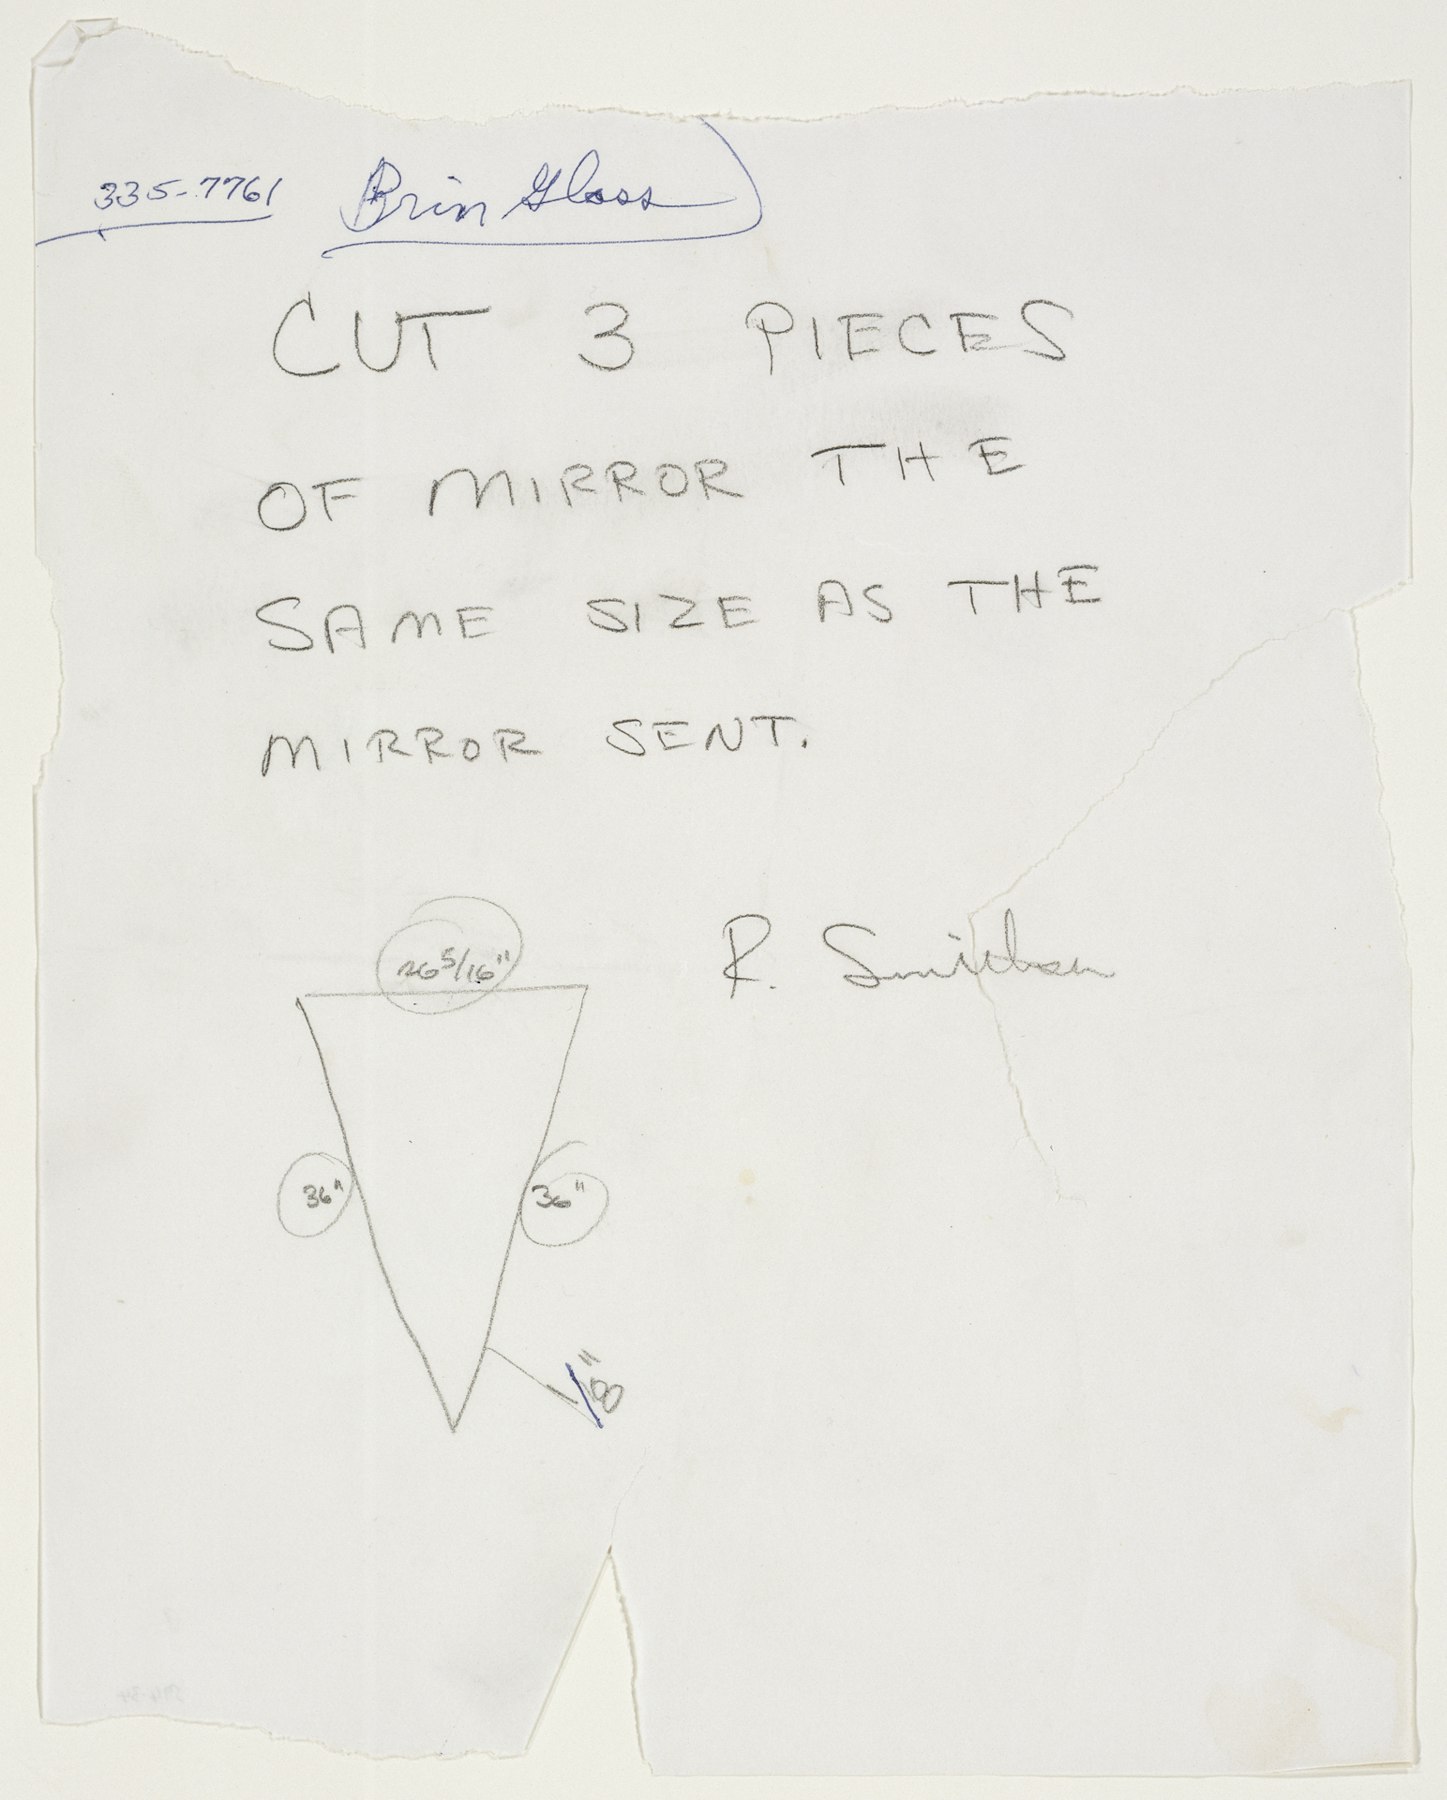 335-7761 Brin Glass
CUT 3 PIECES
OF MIRROR THE
SAME SIZE AS THE
MIRROR SENT.
26 5/16"
R. Smithson
36" 36"
1/8"